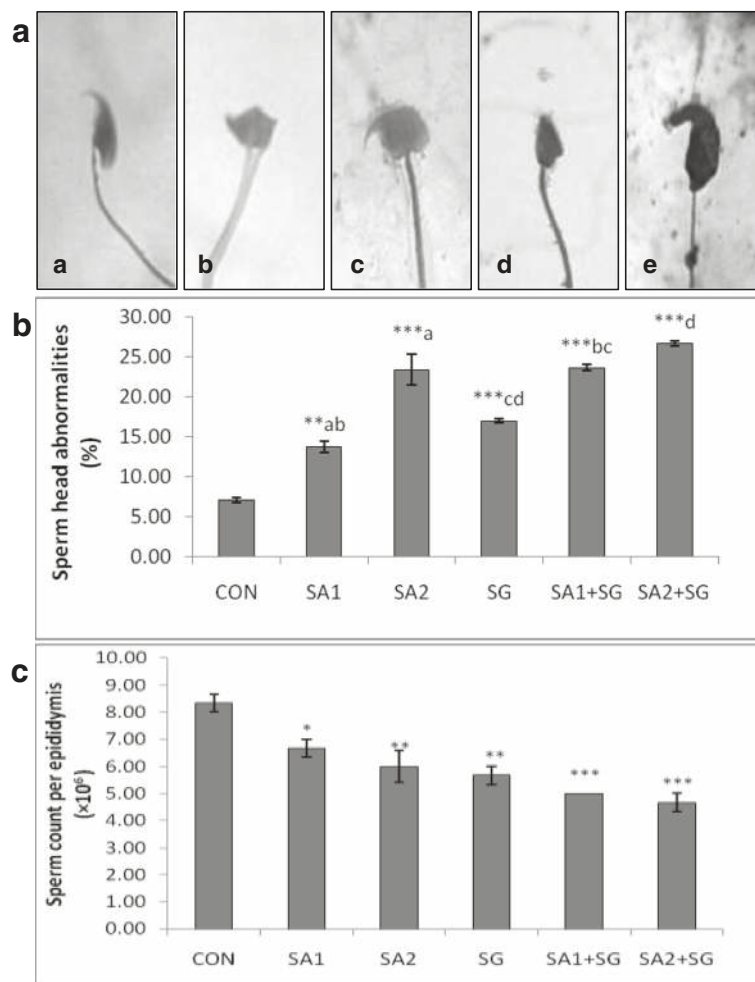 a
a b c d e
b
Sperm head abnormalities
(%)
30.00
25.00
20.00
15.00
10.00
5.00
0.00
**ab
***a
***cd
***bc
***d
CON SA1 SA2 SG SA1+SG SA2+SG
c
Sperm count per epididymis
(×10⁶)
10.00
9.00
8.00
7.00
6.00
5.00
4.00
3.00
2.00
1.00
0.00
*
**
**
***
***
CON SA1 SA2 SG SA1+SG SA2+SG